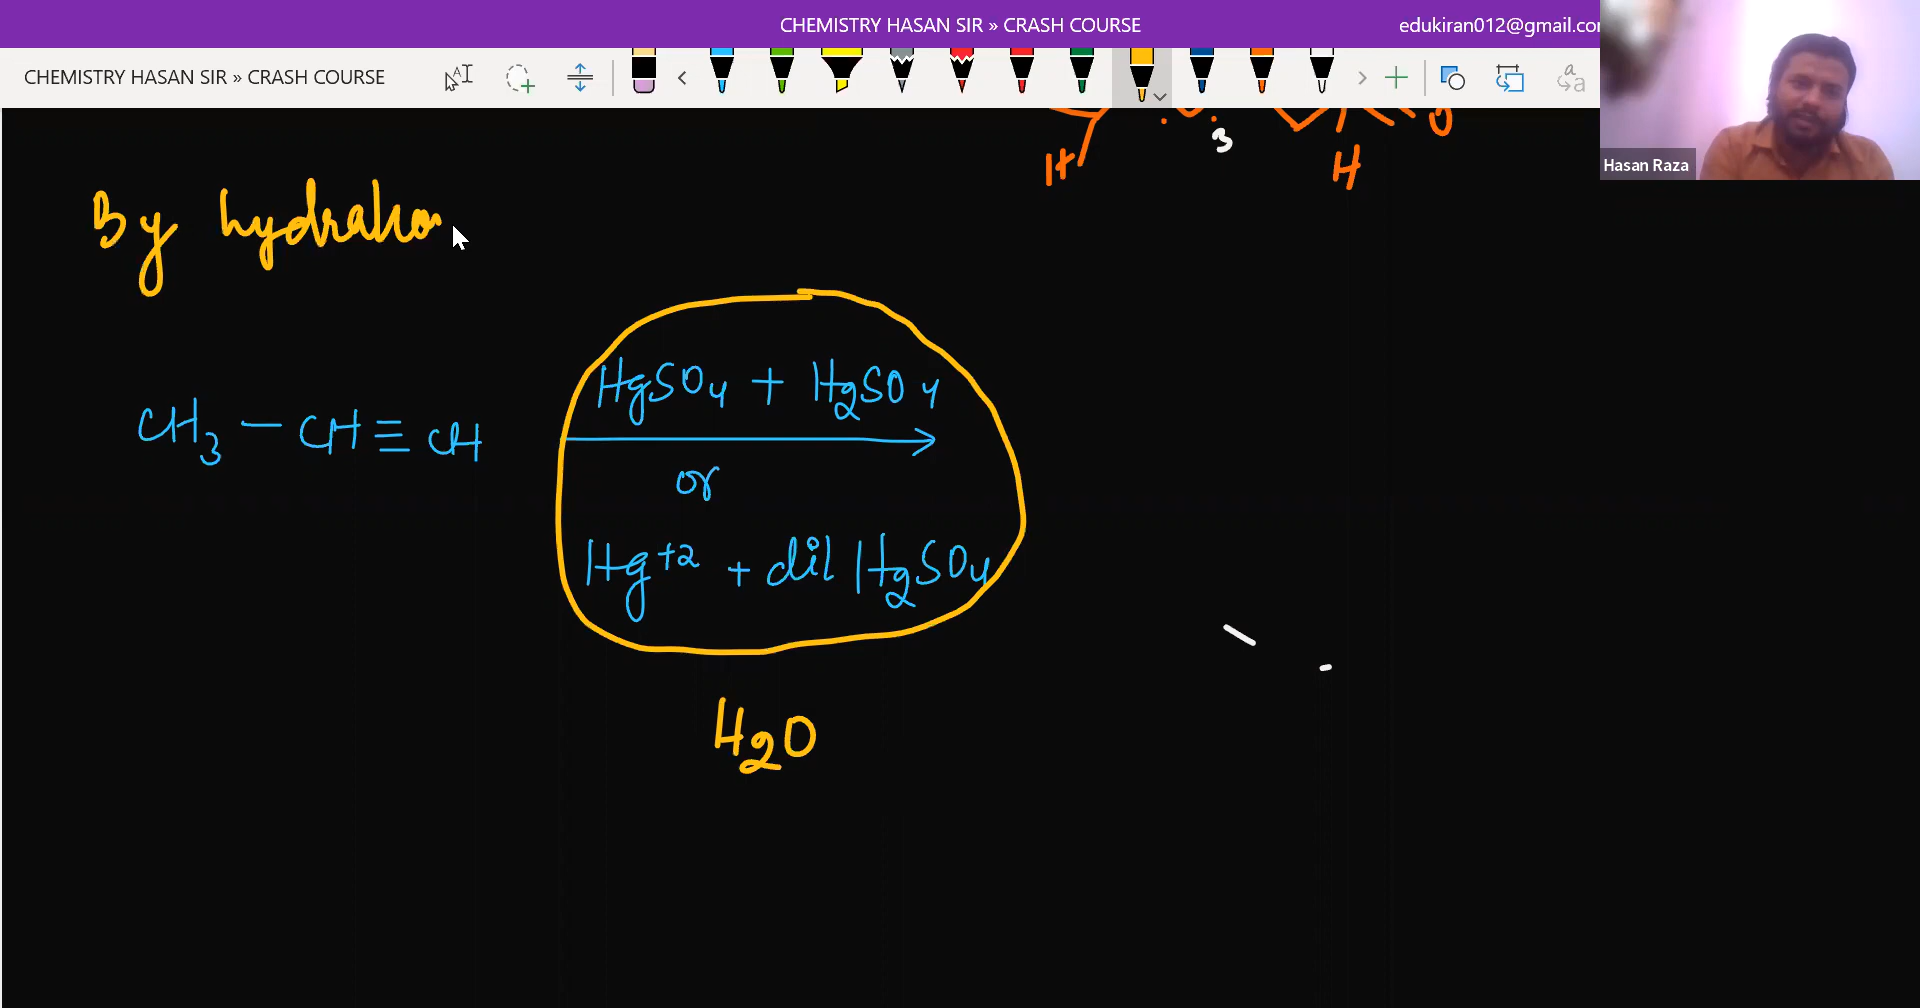 CHEMISTRY HASAN SIR » CRASH COURSE
edukiran012@gmail.co
CHEMISTRY HASAN SIR » CRASH COURSE
Hasan Raza
3
H
H
By hydration
HgSO4 + H2SO4
CH3 – CH ≡ CH
or
Hg+2 + dil H2SO4
H2O